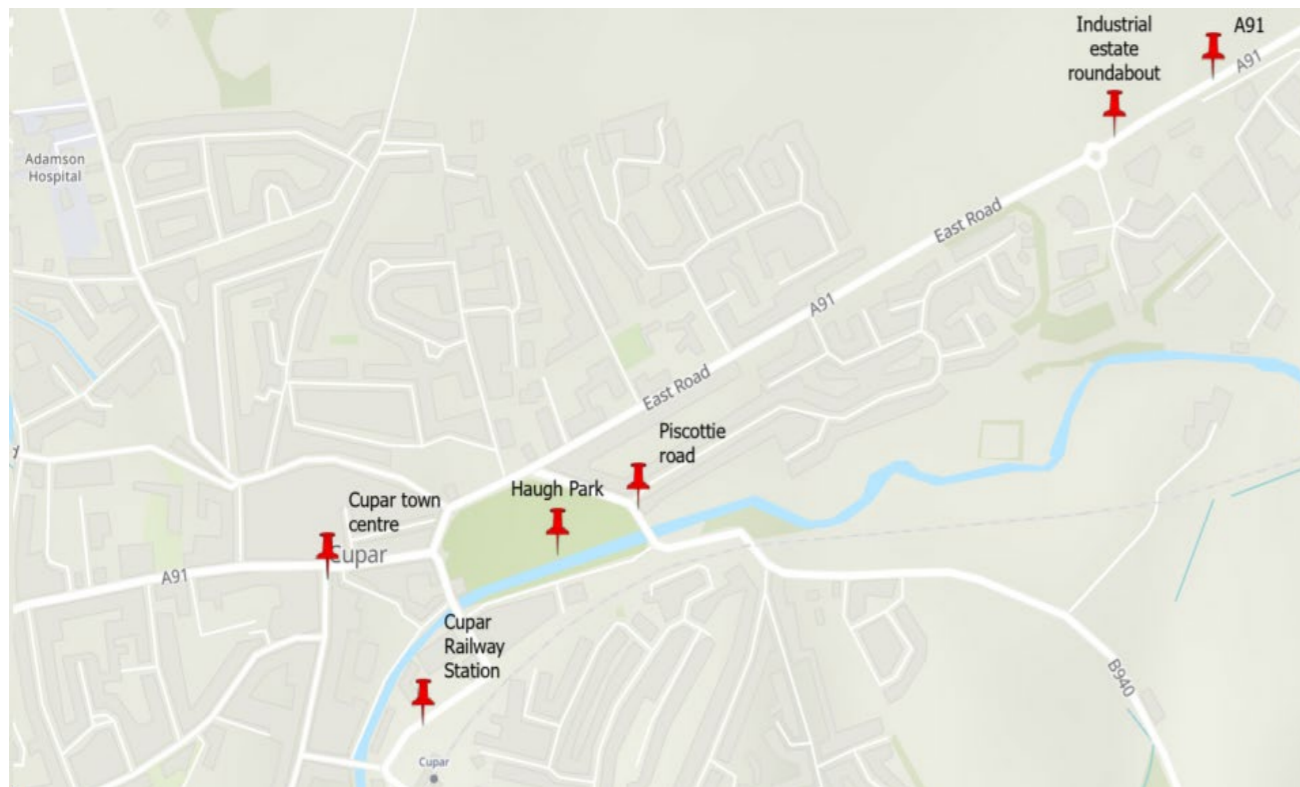 Industrial
estate
roundabout
A91
A91
Adamson
Hospital
East Road
A91
East Road
Piscottie
road
Haugh Park
Cupar town
centre
Cupar
A91
Cupar
Railway
Station
B940
Cupar